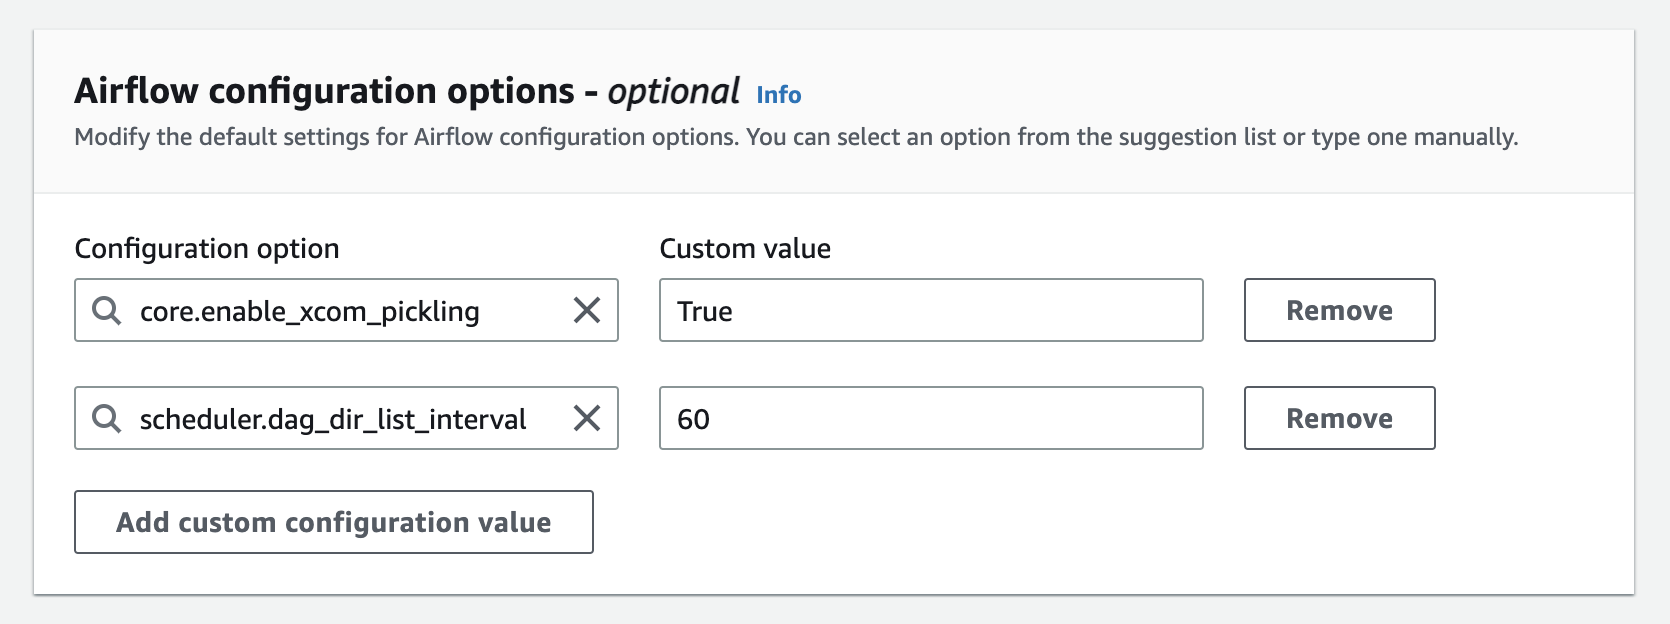 Airflow configuration options - optional Info
Modify the default settings for Airflow configuration options. You can select an option from the suggestion list or type one manually.
Configuration option Custom value
core.enable_xcom_pickling True Remove
scheduler.dag_dir_list_interval 60 Remove
Add custom configuration value